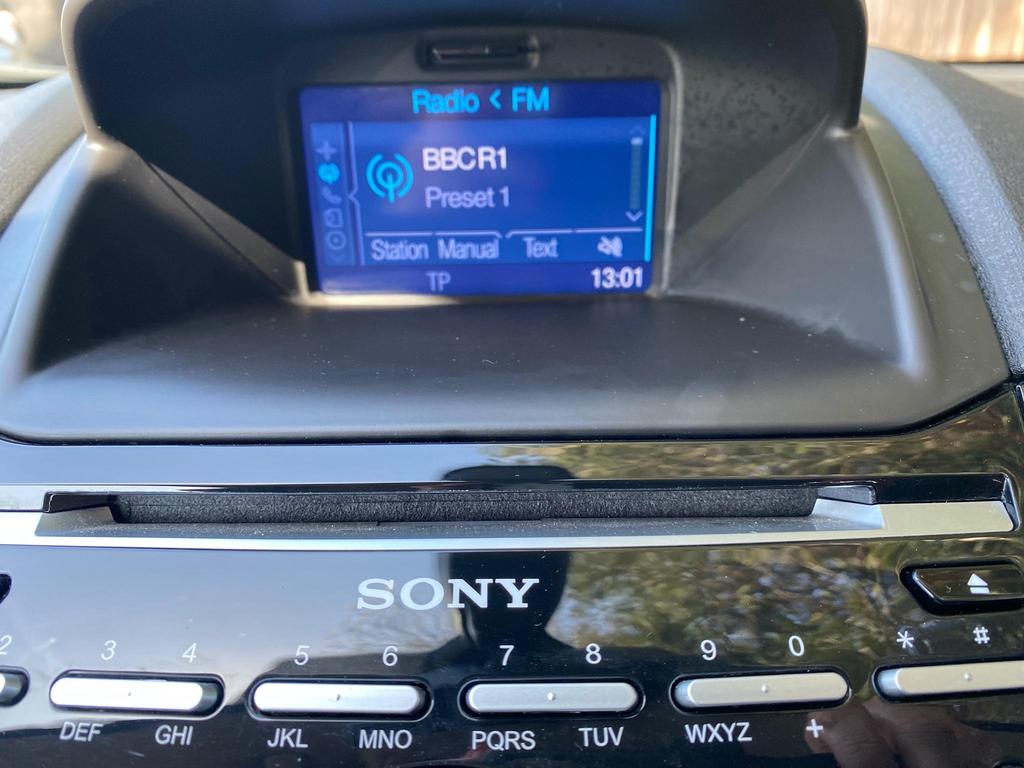 Radio < FM
BBCR1
Preset 1
Station Manual Text
TP 13:01
SONY
2 3 4 5 6 7 8 9 0 * #
DEF GHI JKL MNO PQRS TUV WXYZ +